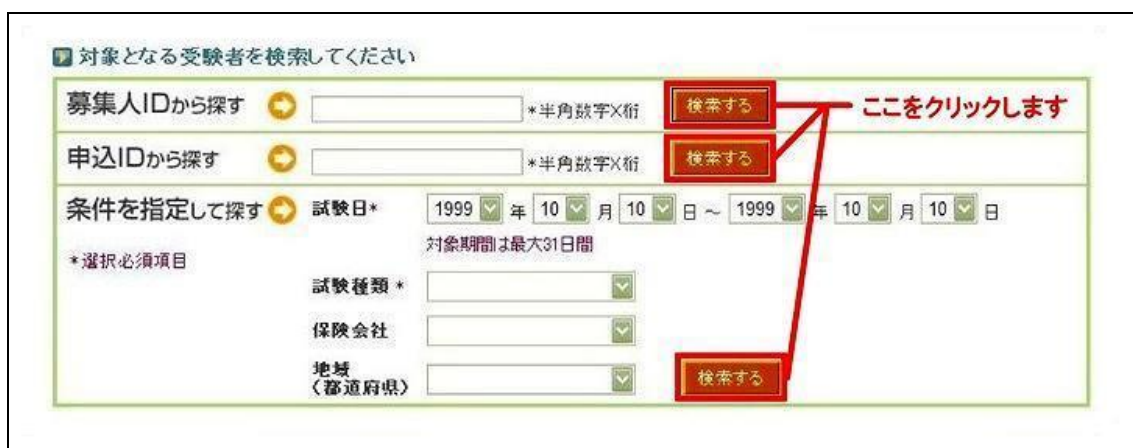 対象となる受験者を検索してください
募集人IDから探す *半角数字X桁 検索する ここをクリックします
申込IDから探す *半角数字X桁 検索する
条件を指定して探す 試験日* 1999 年 10 月 10 日 ~ 1999 年 10 月 10 日
対象期間は最大31日間
*選択必須項目
試験種類 *
保険会社
地域
(都道府県) 検索する